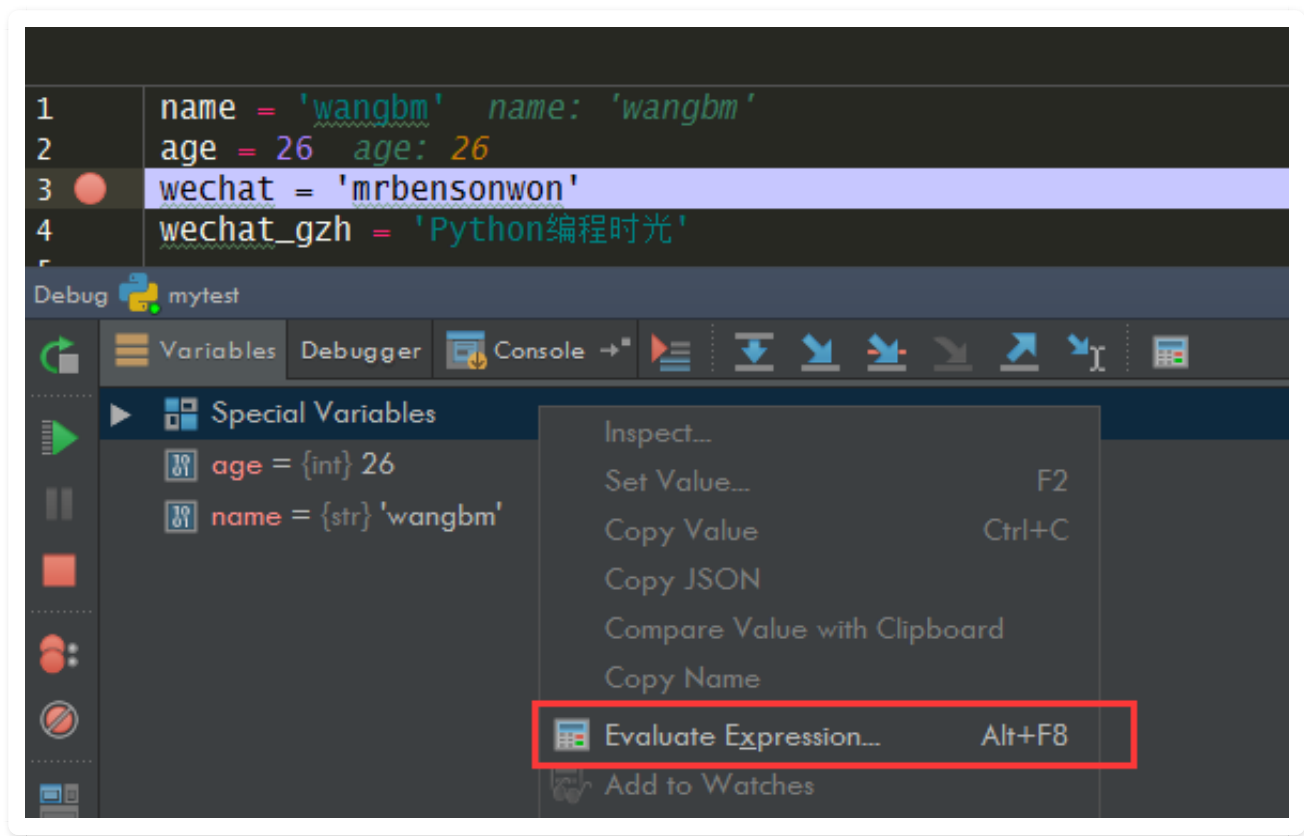 1 name = 'wangbm' name: 'wangbm'
2 age = 26 age: 26
3 wechat = 'mrbensonwon'
4 wechat_gzh = 'Python编程时光'
Debug mytest
Variables Debugger Console
Special Variables
age = {int} 26
name = {str} 'wangbm'
Inspect...
Set Value... F2
Copy Value Ctrl+C
Copy JSON
Compare Value with Clipboard
Copy Name
Evaluate Expression... Alt+F8
Add to Watches